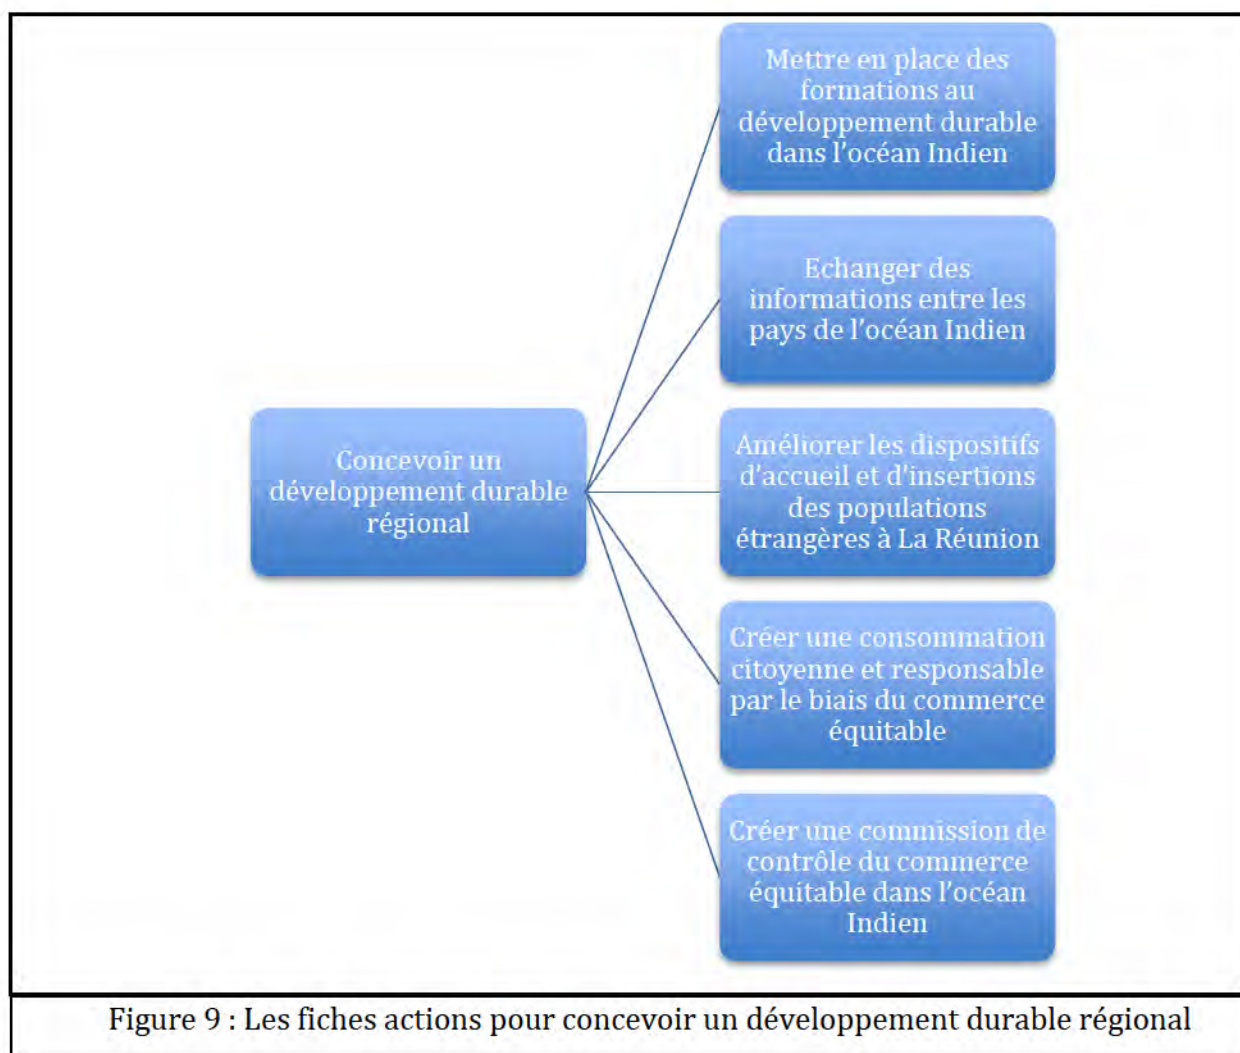 Mettre en place des
formations au
développement durable
dans l'océan Indien
Echanger des
informations entre les
pays de l'océan Indien
Concevoir un
développement durable
régional
Améliorer les dispositifs
d'accueil et d'insertions
des populations
étrangères à La Réunion
Créer une consommation
citoyenne et responsable
par le biais du commerce
équitable
Créer une commission de
contrôle du commerce
équitable dans l'océan
Indien
Figure 9 : Les fiches actions pour concevoir un développement durable régional